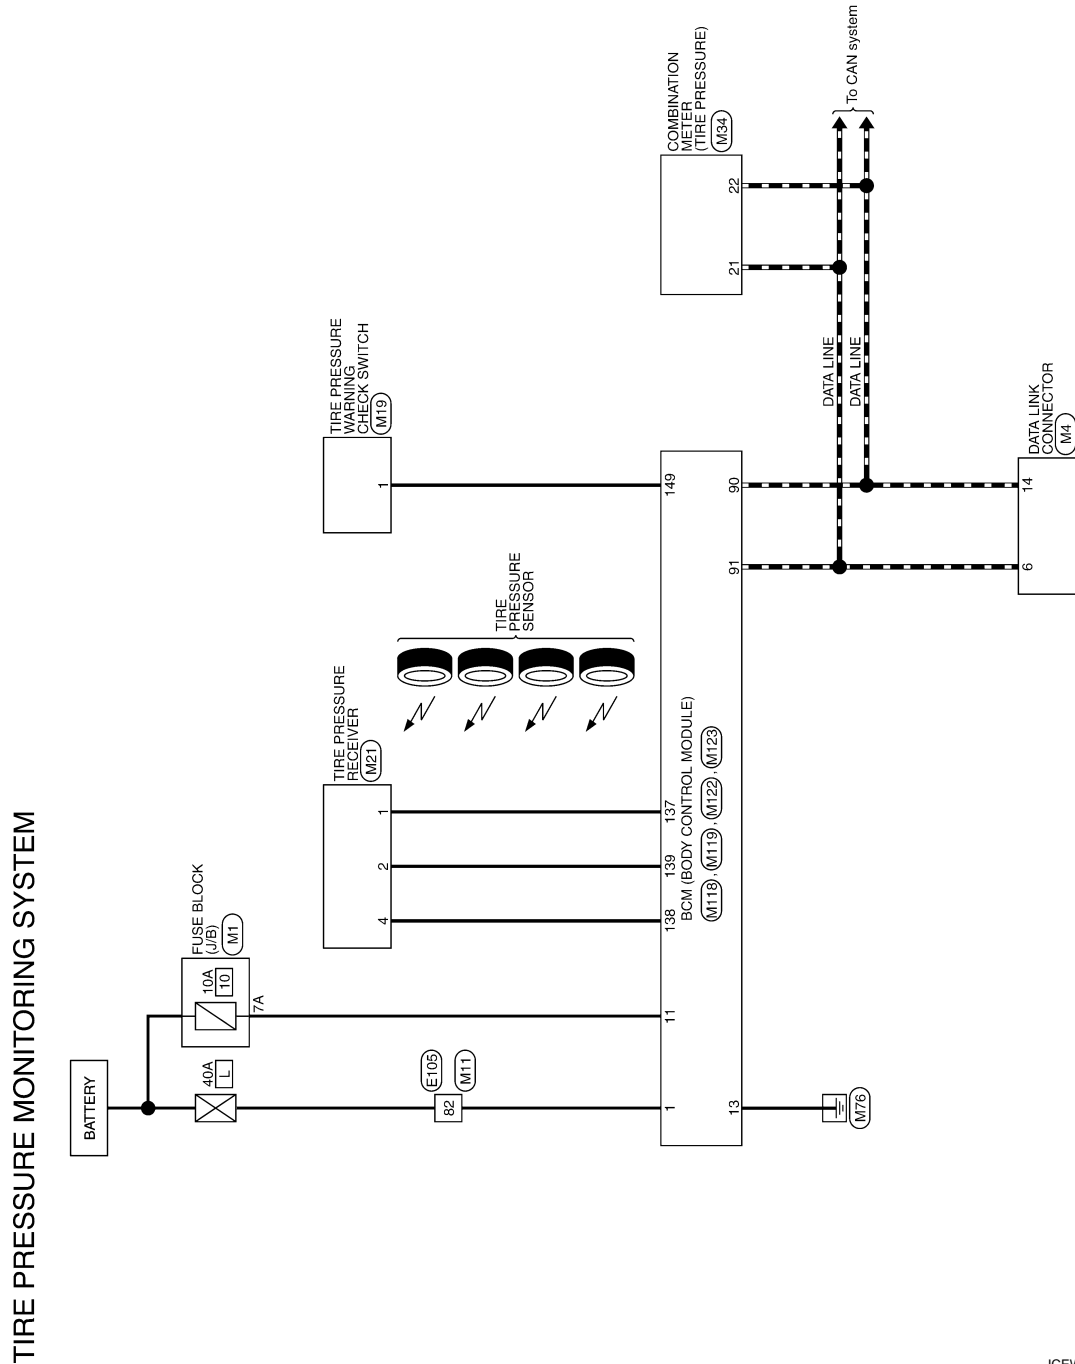 TIRE PRESSURE MONITORING SYSTEM
BATTERY
40A
L
10A
10
FUSE BLOCK
(J/B)
M1
7A
E105
M11
82
TIRE PRESSURE
RECEIVER
M21
4
2
1
TIRE
PRESSURE
SENSOR
TIRE PRESSURE
WARNING
CHECK SWITCH
M19
1
1
11
138
139
137
149
BCM (BODY CONTROL MODULE)
M118 , M119 , M122 , M123
13
91
90
M76
COMBINATION
METER
(TIRE PRESSURE)
M34
21
22
DATA LINE
DATA LINE
To CAN system
DATA LINK
CONNECTOR
M4
6
14